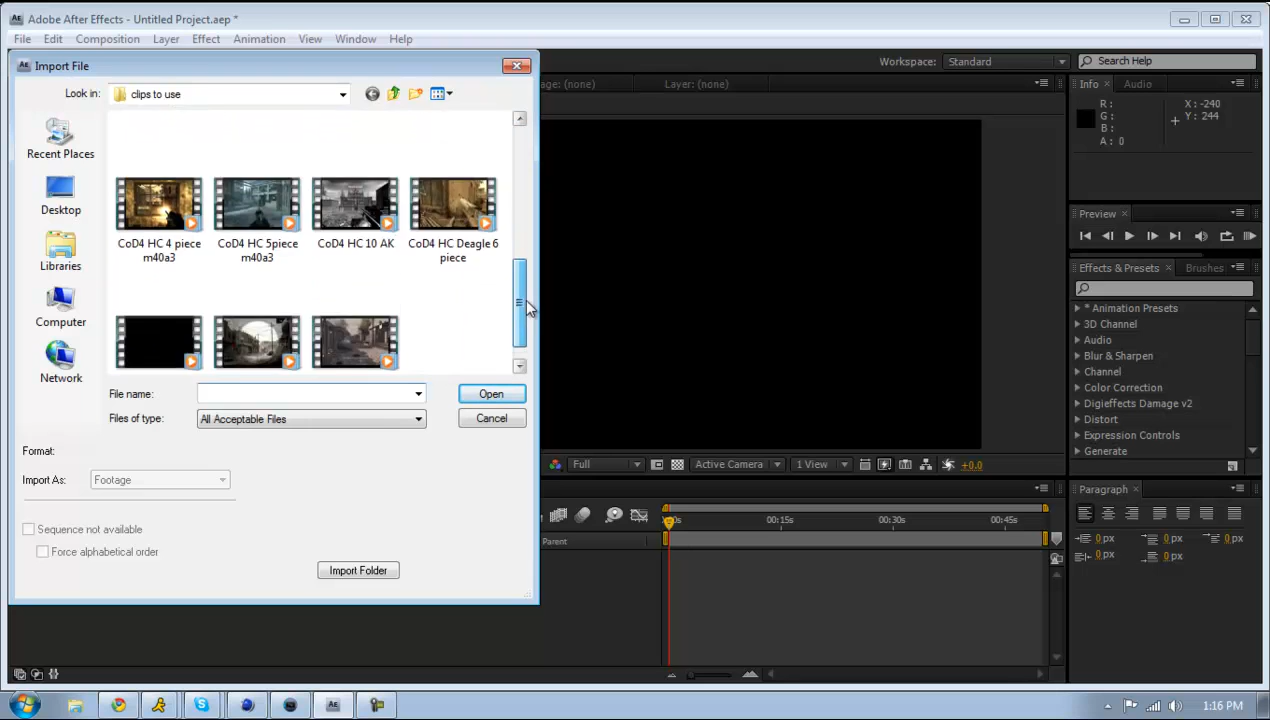 Adobe After Effects - Untitled Project.aep *
File Edit Composition Layer Effect Animation View Window Help
Import File
Workspace: Standard
Search Help
Look in: clips to use
age: (none)
Layer: (none)
Info
Audio
R:
G:
B:
A: 0
X: -240
Y: 244
Recent Places
Desktop
Libraries
Computer
Network
CoD4 HC 4 piece m40a3
CoD4 HC 5piece m40a3
CoD4 HC 10 AK
CoD4 HC Deagle 6 piece
File name:
Open
Files of type: All Acceptable Files
Cancel
Format:
Import As: Footage
Sequence not available
Force alphabetical order
Import Folder
Preview
Effects & Presets
Brushes
* Animation Presets
3D Channel
Audio
Blur & Sharpen
Channel
Color Correction
Digieffects Damage v2
Distort
Expression Controls
Generate
Full
Active Camera
1 View
+0.0
Paragraph
0 px 0 px 0 px
0 px 0 px
Parent
0s 00:15s 00:30s 00:45s
1:16 PM